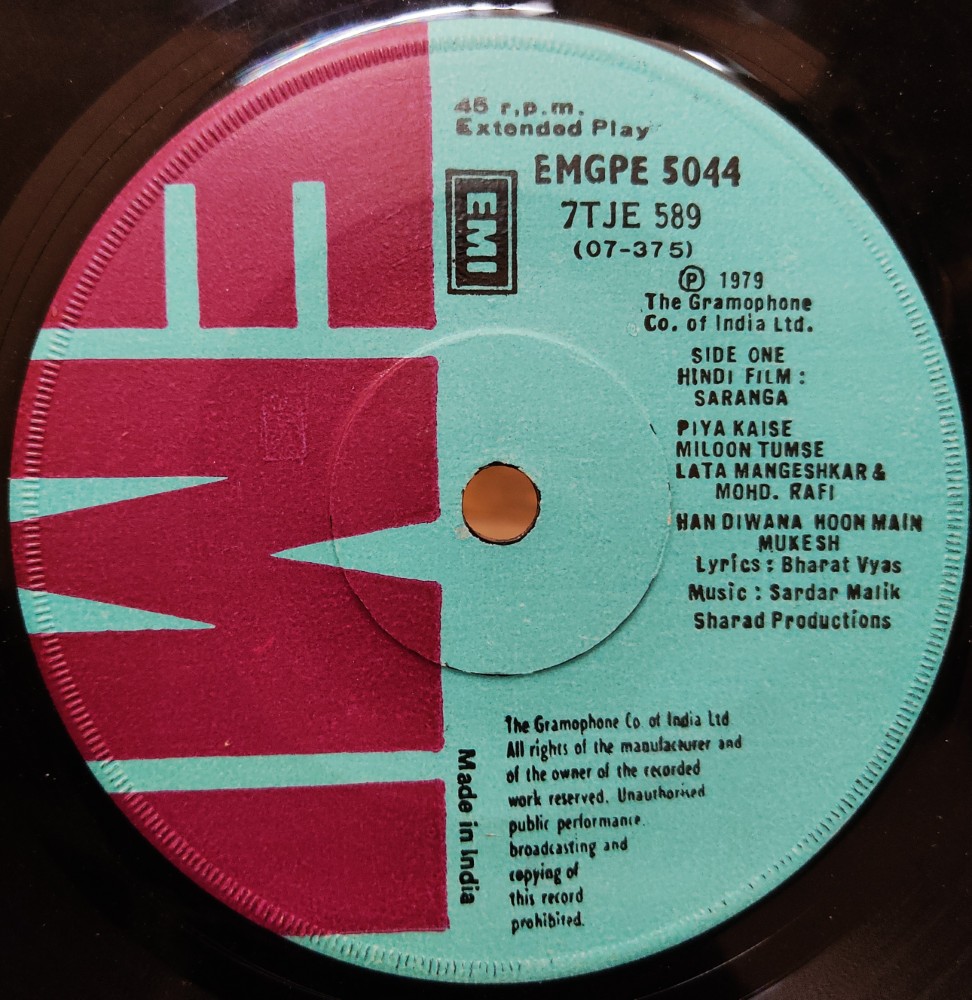 45 r.p.m.
Extended Play
EMGPE 5044
EMI
7TJE 589
(07-375)
Ⓟ 1979
The Gramophone
Co. of India Ltd.
SIDE ONE
HINDI FILM :
SARANGA
PIYA KAISE
MILOON TUMSE
LATA MANGESHKAR &
MOHD. RAFI
HAN DIWANA HOON MAIN
MUKESH
Lyrics : Bharat Vyas
Music : Sardar Malik
Sharad Productions
The Gramophone Co of India Ltd
All rights of the manufacturer and
of the owner of the recorded
work reserved. Unauthorised
public performance.
broadcasting and
copying of
this record
prohibited.
Made in India
EMI